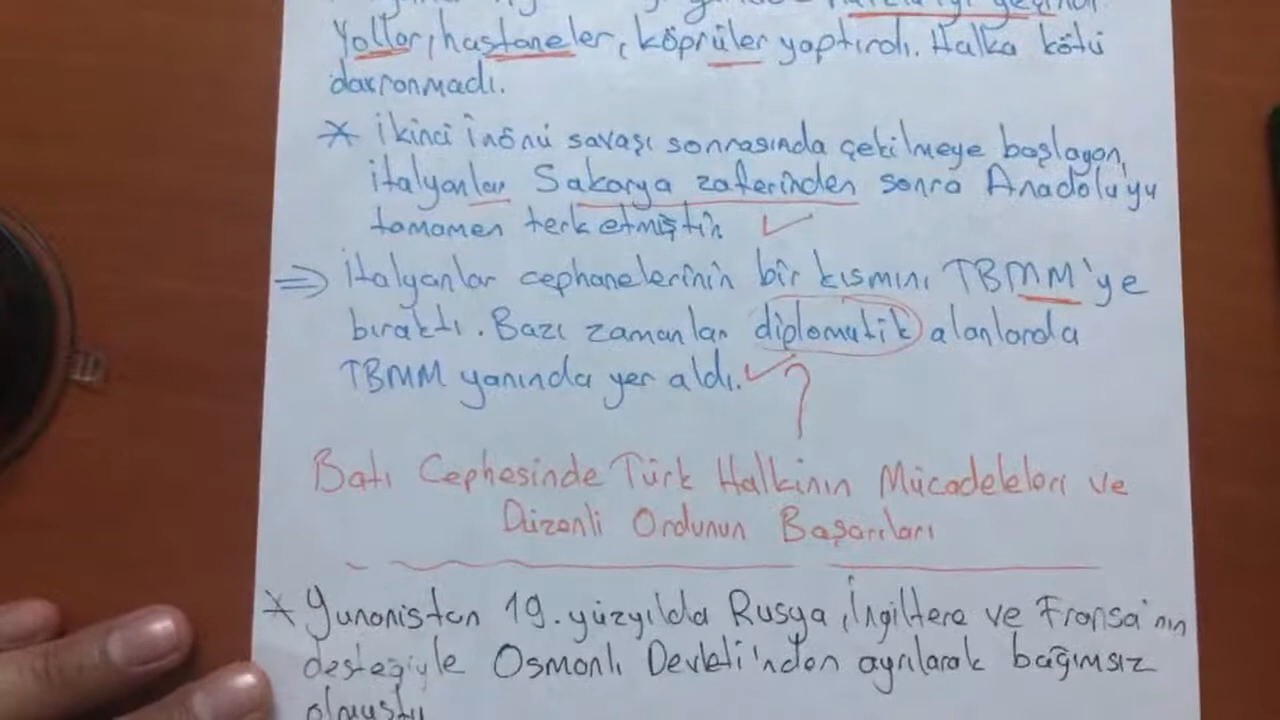 Yollar, hastaneler, köprüler yaptırdı. Halka kötü
davranmadı.
* İkinci İnönü savaşı sonrasında çekilmeye başlayan,
italyanlar Sakarya zaferinden sonra Anadolu'yu
tamamen terk etmiştir.
⇒ İtalyanlar cephanelerinin bir kısmını TBMM'ye
bıraktı. Bazı zamanlar diplomatik alanlarda
TBMM yanında yer aldı.
Batı Cephesinde Türk Halkinin Mücadeleleri ve
Düzenli Ordunun Başarıları
* Yunanistan 19. yüzyılda Rusya, İngiltere ve Fransa'nın
desteğiyle Osmanlı Devleti'nden ayrılarak bağımsız
olmuştu